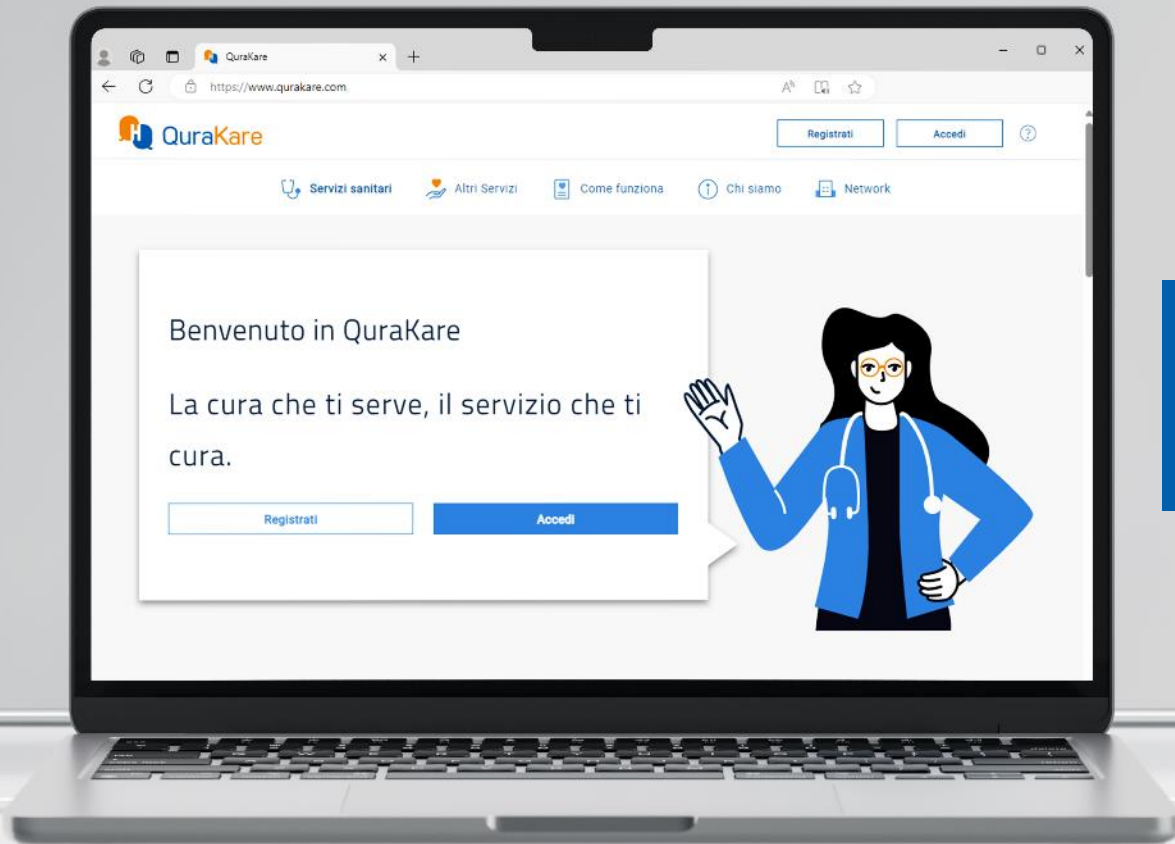 QuraKare
https://www.qurakare.com
QuraKare
Registrati
Accedi
Servizi sanitari
Altri Servizi
Come funziona
Chi siamo
Network
Benvenuto in QuraKare
La cura che ti serve, il servizio che ti
cura.
Registrati
Accedi